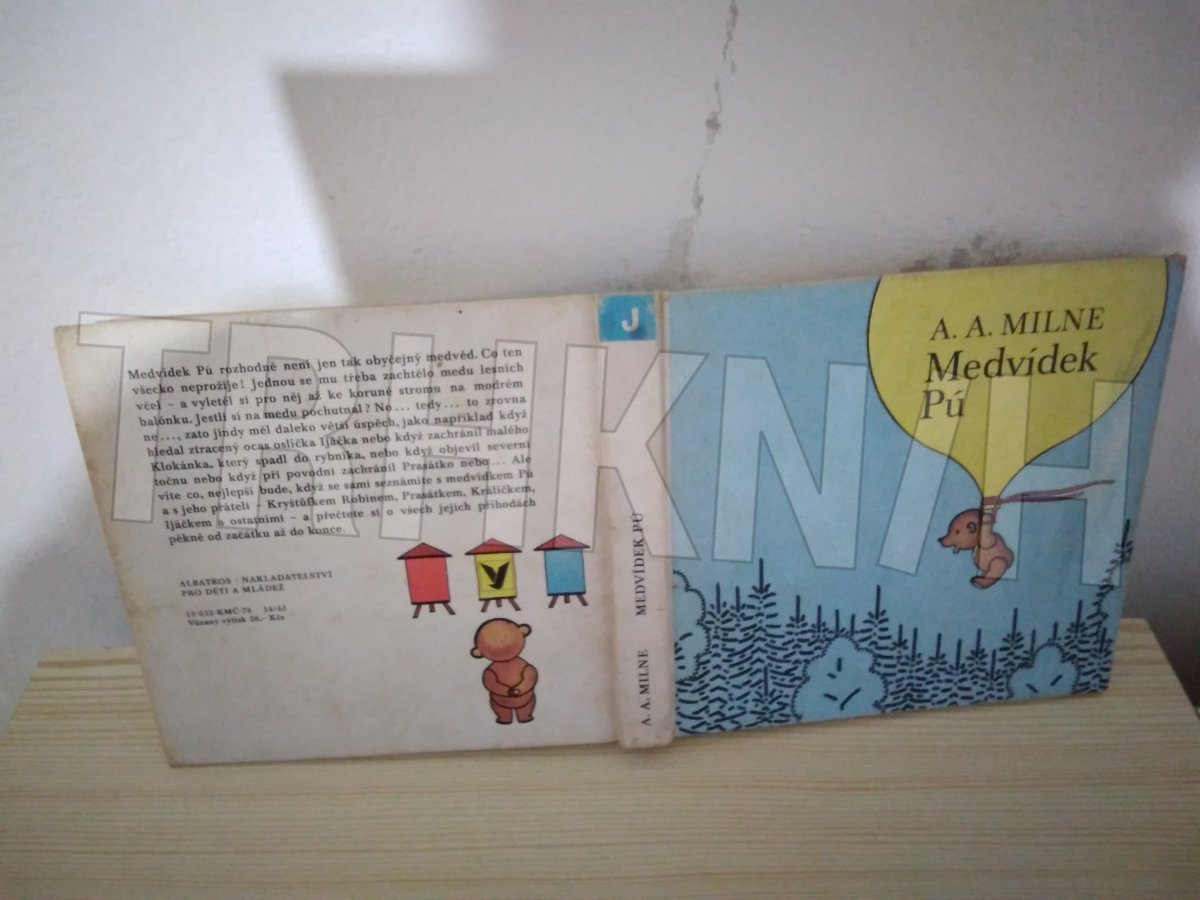 Medvídek Pú rozhodně není jen tak obyčejný medvěd. Co ten
všecko neprožije! Jednou se mu třeba zachtělo medu lesních
včel – a vyletěl si pro něj až ke koruně stromu na modrém
balónku. Jestli si na medu pochutnal? No... tedy... to zrovna
ne..., zato jindy měl daleko větší úspěch, jako například když
hledal ztracený ocas oslíčka Ijáčka nebo když zachránil malého
Klokánka, který spadl do rybníka, nebo když objevil severní
točnu nebo když při povodni zachránil Prasátko nebo... Ale
víte co, nejlepší bude, když se sami seznámíte s medvídkem Pú
a s jeho přáteli – Kryštůfkem Robinem, Prasátkem, Králíčkem,
Ijáčkem a ostatními – a přečtete si o všech jejich příhodách
pěkně od začátku až do konce.
ALBATROS / NAKLADATELSTVÍ
PRO DĚTI A MLÁDEŽ
13-052-KMČ-78 14/43
Vázaný výtisk 28,- Kčs
J
A. A. MILNE MEDVÍDEK PÚ
A. A. MILNE
Medvídek
Pú
TRHKNIH